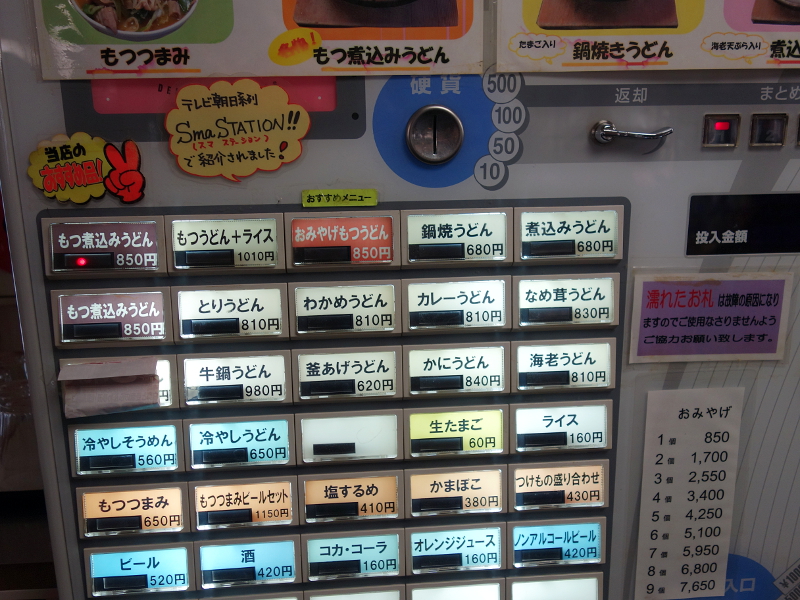 もつつまみ
もつ煮込みうどん
たまご入り
鍋焼きうどん
海老天ぷら入り
煮込
テレビ朝日系列
SmaSTATION!!
(スマ ステーション)
で紹介されました!
硬貨
500
100
50
10
返却
まとめ
当店の
おすすめ品!
おすすめメニュー
もつ煮込みうどん 850円
もつうどん+ライス 1010円
おみやげもつうどん 850円
鍋焼うどん 680円
煮込うどん 680円
投入金額
もつ煮込みうどん 850円
とりうどん 810円
わかめうどん 810円
カレーうどん 810円
なめ茸うどん 830円
濡れたお札は故障の原因になり
ますのでご使用なさりませんよう
ご協力お願い致します。
円
牛鍋うどん 980円
釜あげうどん 620円
かにうどん 840円
海老うどん 810円
冷やしそうめん 560円
冷やしうどん 650円
生たまご 60円
ライス 160円
もつつまみ 650円
もつつまみビールセット 1150円
塩するめ 410円
かまぼこ 380円
つけもの盛り合わせ 430円
ビール 520円
酒 420円
コカ・コーラ 160円
オレンジジュース 160円
ノンアルコールビール 420円
おみやげ
1個 850
2個 1,700
3個 2,550
4個 3,400
5個 4,250
6個 5,100
7個 5,950
8個 6,800
9個 7,650
入口